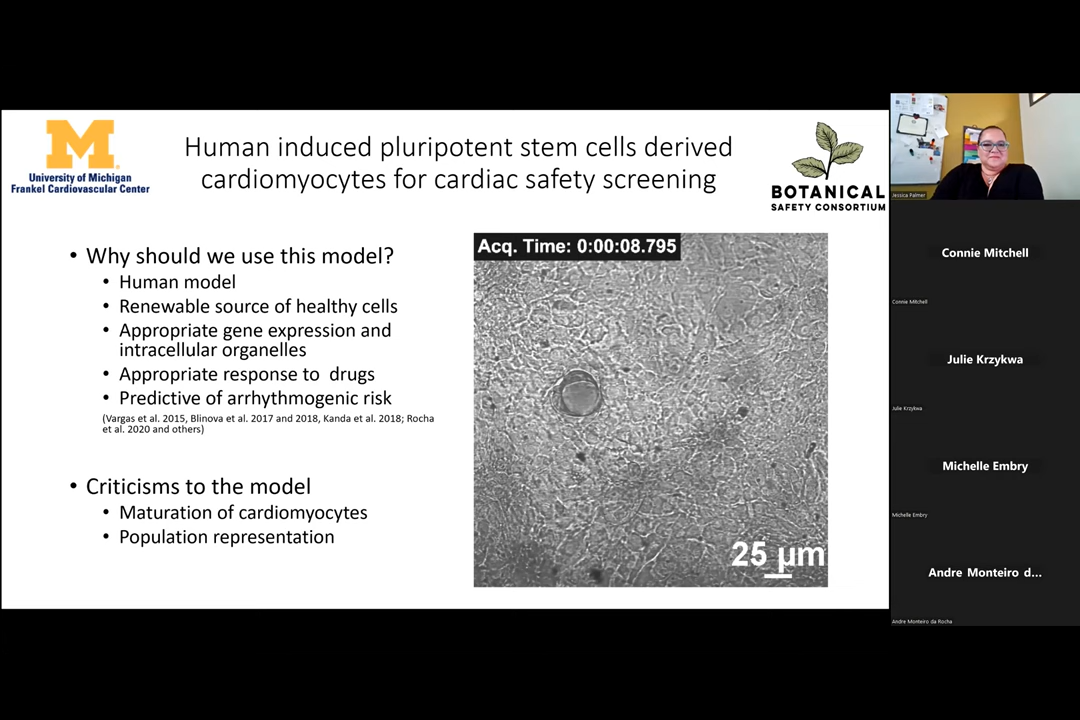 M
University of Michigan
Frankel Cardiovascular Center
Human induced pluripotent stem cells derived
cardiomyocytes for cardiac safety screening
BOTANICAL
SAFETY CONSORTIUM
• Why should we use this model?
• Human model
• Renewable source of healthy cells
• Appropriate gene expression and
intracellular organelles
• Appropriate response to drugs
• Predictive of arrhythmogenic risk
(Vargas et al. 2015, Blinova et al. 2017 and 2018, Kanda et al. 2018; Rocha
et al. 2020 and others)
• Criticisms to the model
• Maturation of cardiomyocytes
• Population representation
Acq. Time: 0:00:08.795
25 µm
Jessica Palmer
Connie Mitchell
Connie Mitchell
Julie Krzykwa
Julie Krzykwa
Michelle Embry
Michelle Embry
Andre Monteiro d...
Andre Monteiro da Rocha